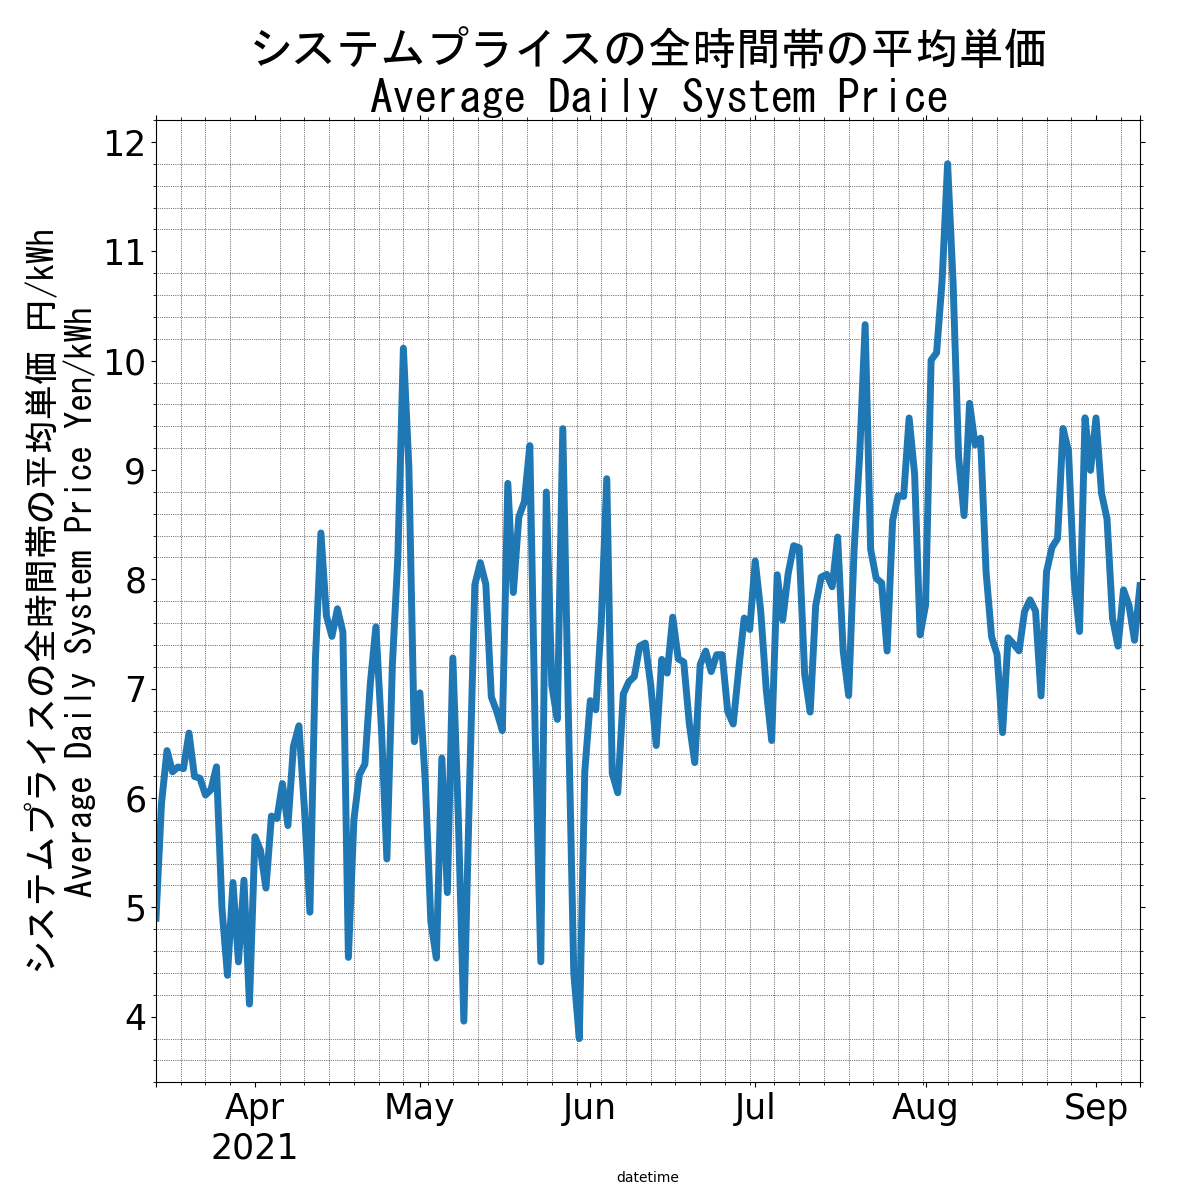 システムプライスの全時間帯の平均単価
Average Daily System Price
システムプライスの全時間帯の平均単価 円/kWh
Average Daily System Price Yen/kWh
12
11
10
9
8
7
6
5
4
Apr
2021
May
Jun
Jul
Aug
Sep
datetime